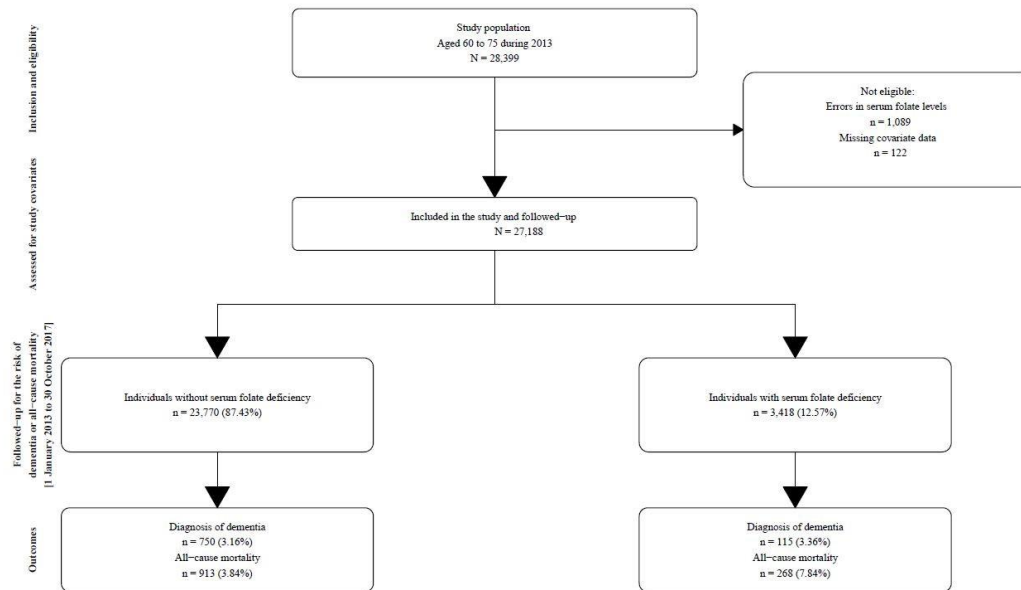 Inclusion and eligibility
Study population
Aged 60 to 75 during 2013
N = 28,399
Not eligible:
Errors in serum folate levels
n = 1,089
Missing covariate data
n = 122
Assessed for study covariates
Included in the study and followed−up
N = 27,188
Followed−up for the risk of
dementia or all−cause mortality
[1 January 2013 to 30 October 2017]
Individuals without serum folate deficiency
n = 23,770 (87.43%)
Individuals with serum folate deficiency
n = 3,418 (12.57%)
Outcomes
Diagnosis of dementia
n = 750 (3.16%)
All−cause mortality
n = 913 (3.84%)
Diagnosis of dementia
n = 115 (3.36%)
All−cause mortality
n = 268 (7.84%)